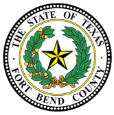 THE STATE OF TEXAS
FORT BEND COUNTY